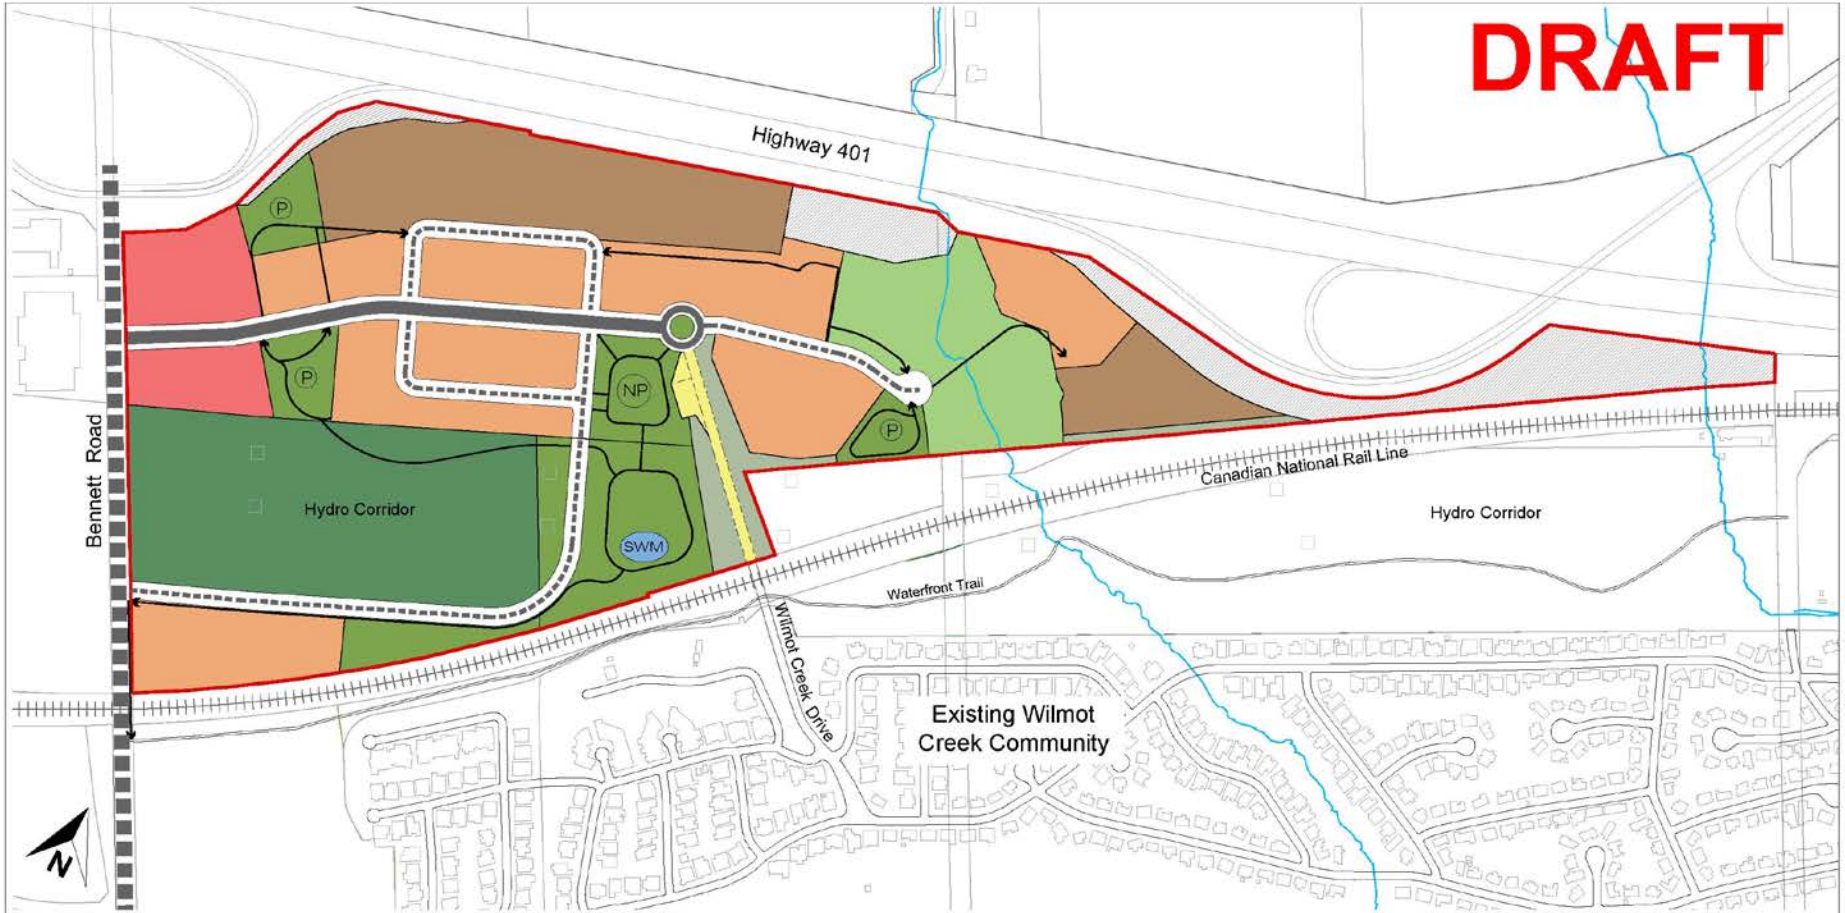 DRAFT
Highway 401
P
P
NP
P
Bennett Road
Canadian National Rail Line
Hydro Corridor
Hydro Corridor
SWM
Waterfront Trail
Wilmot Creek Drive
Existing Wilmot
Creek Community
N